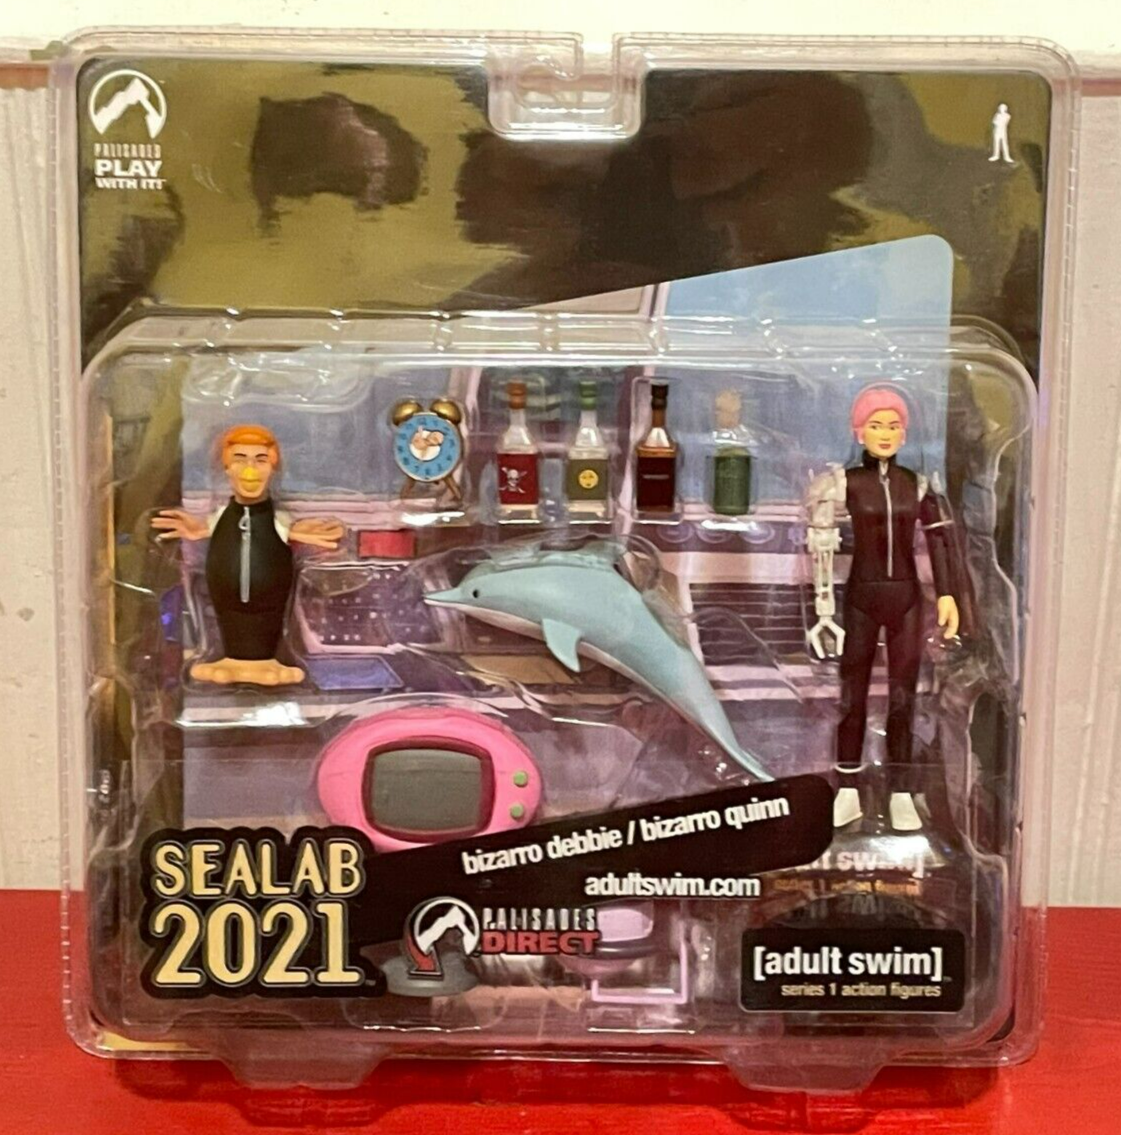 PALISADES
PLAY
WITH IT!
bizarro debbie / bizarro quinn
adultswim.com
SEALAB
2021
PALISADES
DIRECT
[adult swim]
series 1 action figures